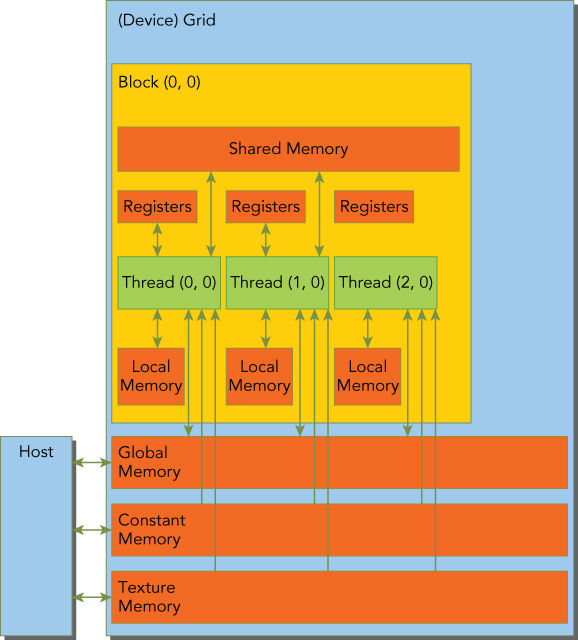 (Device) Grid
Block (0, 0)
Shared Memory
Registers
Registers
Registers
Thread (0, 0)
Thread (1, 0)
Thread (2, 0)
Local
Memory
Local
Memory
Local
Memory
Host
Global
Memory
Constant
Memory
Texture
Memory